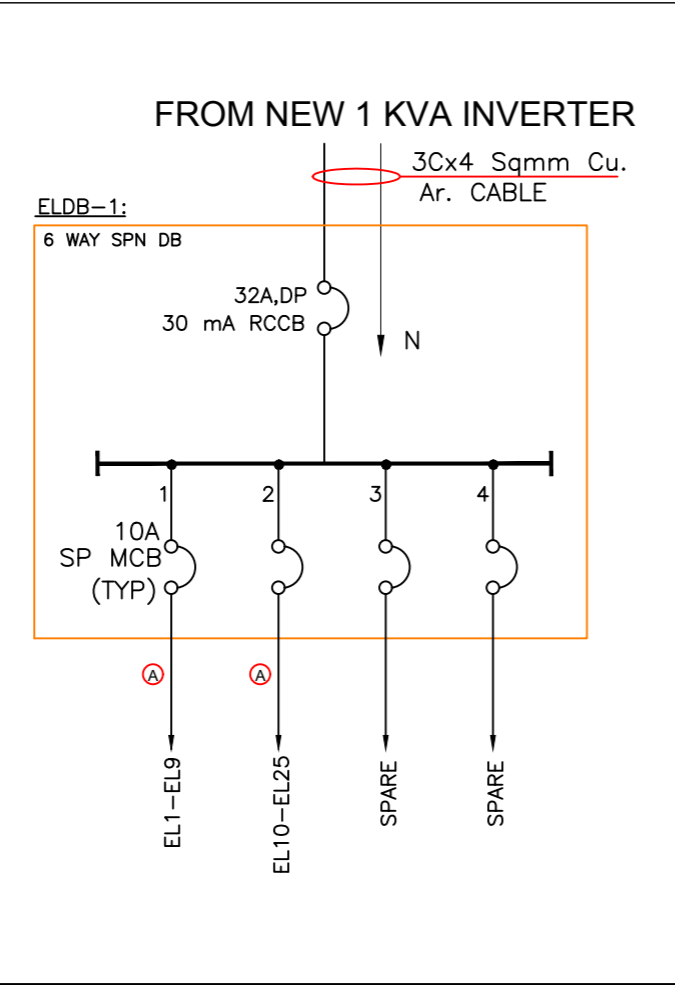 FROM NEW 1 KVA INVERTER
3Cx4 Sqmm Cu.
Ar. CABLE
ELDB-1:
6 WAY SPN DB
32A,DP
30 mA RCCB
N
1
2
3
4
10A
SP MCB
(TYP)
A
A
EL1-EL9
EL10-EL25
SPARE
SPARE